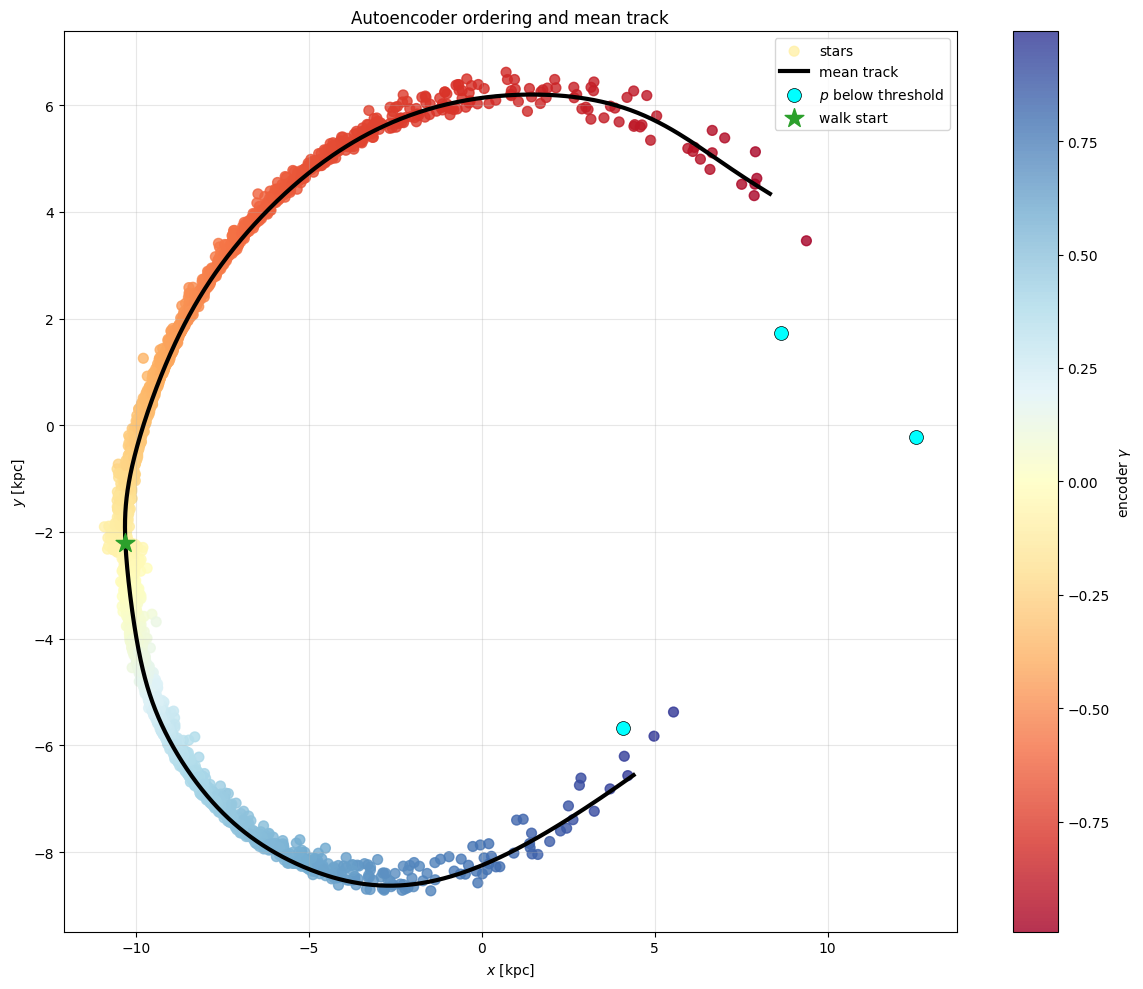 Autoencoder ordering and mean track
stars
mean track
p below threshold
walk start
6
4
2
0
−2
−4
−6
−8
y [kpc]
−10
−5
0
5
10
x [kpc]
0.75
0.50
0.25
0.00
−0.25
−0.50
−0.75
encoder γ